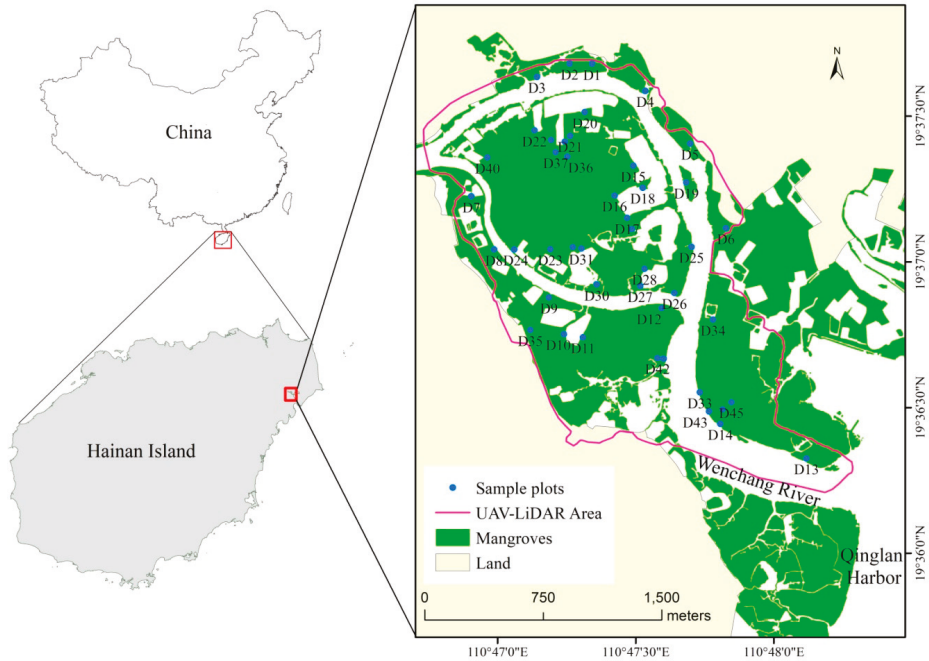 China
Hainan Island
N
D2
D1
D3
D4
D20
D22
D21
D5
D37
D36
D40
D15
D18
D19
D7
D16
D17
D6
D8
D24
D23
D31
D25
D28
D30
D27
D26
D9
D12
D34
D35
D10
D11
D42
D33
D45
D43
D14
D13
Wenchang River
Qinglan
Harbor
Sample plots
UAV-LiDAR Area
Mangroves
Land
0
750
1,500
meters
19°37'30"N
19°37'0"N
19°36'30"N
19°36'0"N
110°47'0"E
110°47'30"E
110°48'0"E